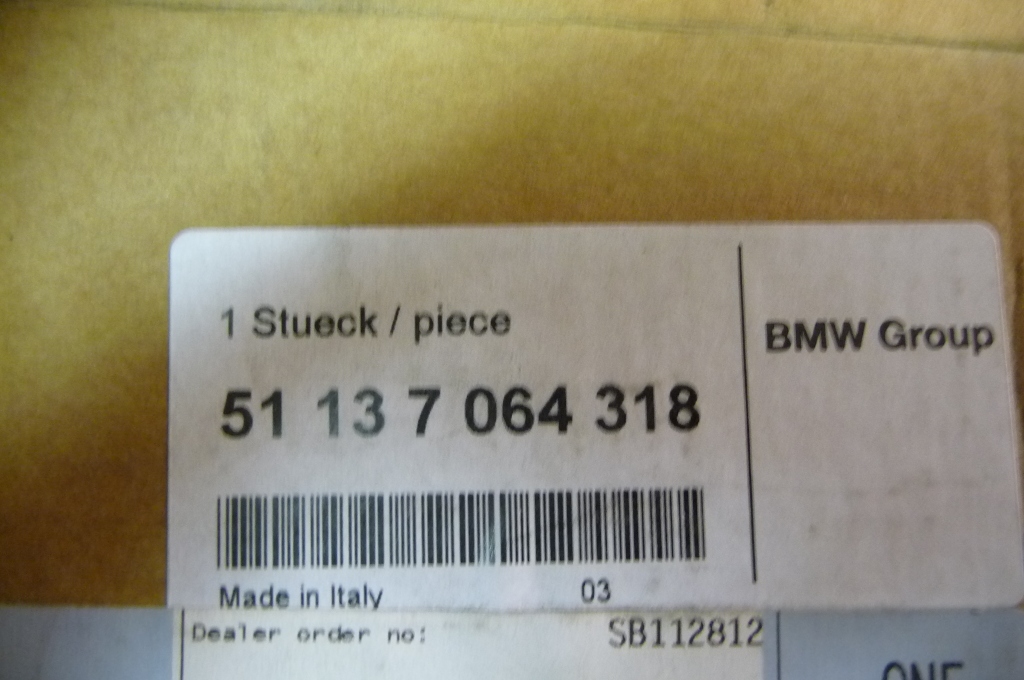 1 Stueck / piece
BMW Group
51 13 7 064 318
Made in Italy 03
Dealer order no: SB112812